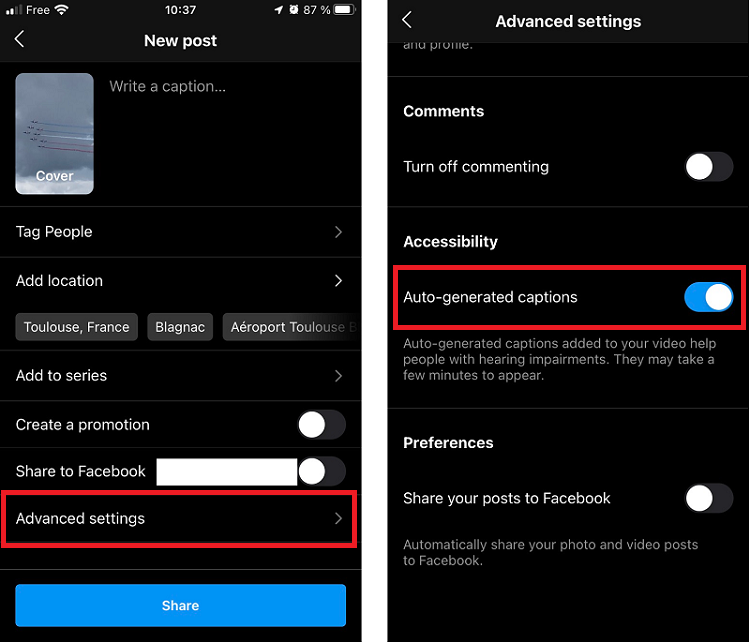 Free 10:37 87 %
New post
Write a caption...
Cover
Tag People
Add location
Toulouse, France Blagnac Aéroport Toulouse
Add to series
Create a promotion
Share to Facebook
Advanced settings
Share
Advanced settings
and profile.
Comments
Turn off commenting
Accessibility
Auto-generated captions
Auto-generated captions added to your video help
people with hearing impairments. They may take a
few minutes to appear.
Preferences
Share your posts to Facebook
Automatically share your photo and video posts
to Facebook.